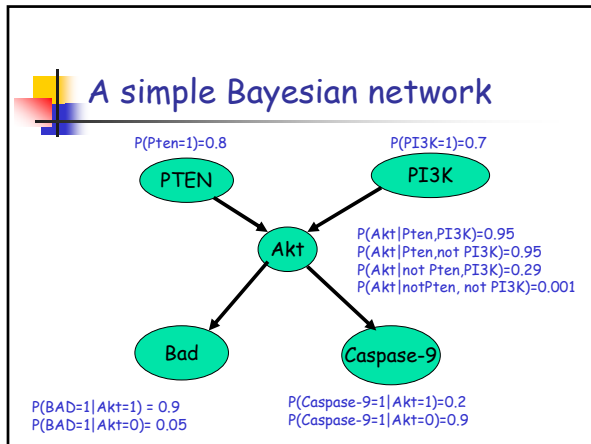 A simple Bayesian network
P(Pten=1)=0.8
P(PI3K=1)=0.7
PTEN
PI3K
Akt
P(Akt|Pten,PI3K)=0.95
P(Akt|Pten,not PI3K)=0.95
P(Akt|not Pten,PI3K)=0.29
P(Akt|notPten, not PI3K)=0.001
Bad
Caspase-9
P(BAD=1|Akt=1) = 0.9
P(BAD=1|Akt=0)= 0.05
P(Caspase-9=1|Akt=1)=0.2
P(Caspase-9=1|Akt=0)=0.9